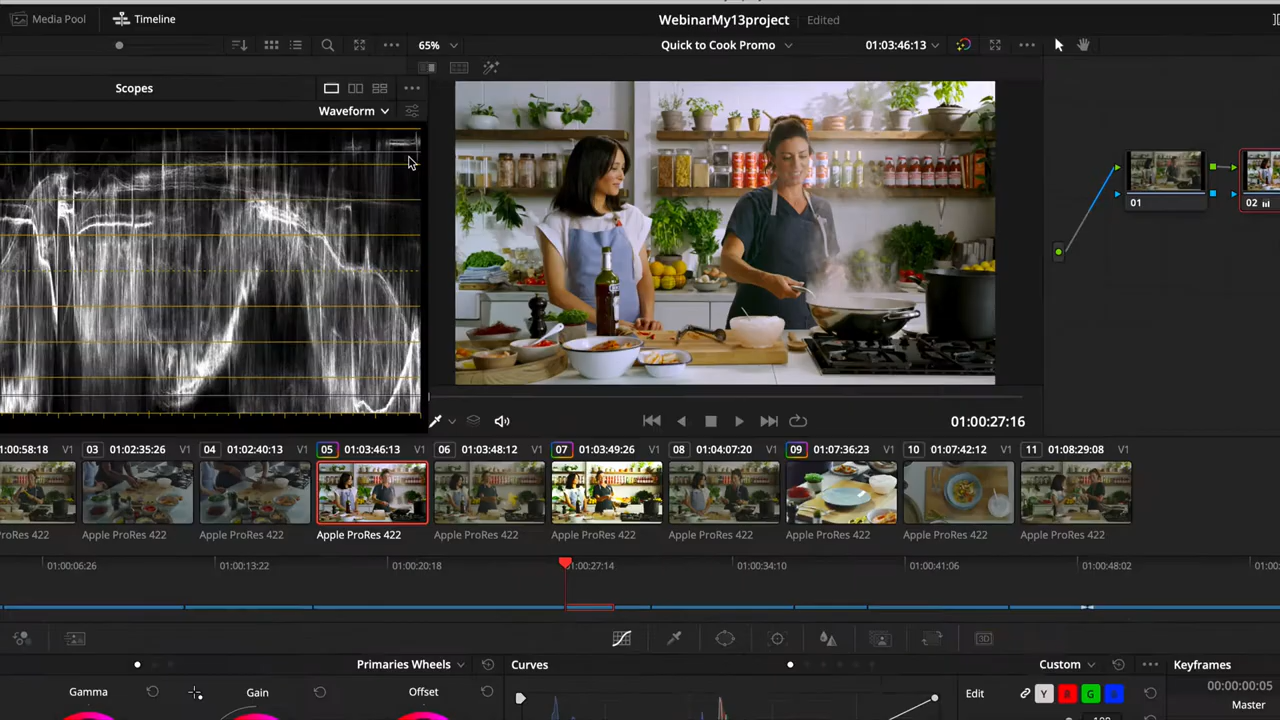 Media Pool Timeline WebinarMy13project Edited
65% Quick to Cook Promo 01:03:46:13
Scopes
Waveform
01
02
01:00:27:16
1:00:58:18 V1 03 01:02:35:26 V1 04 01:02:40:13 V1 05 01:03:46:13 V1 06 01:03:48:12 V1 07 01:03:49:26 V1 08 01:04:07:20 V1 09 01:07:36:23 V1 10 01:07:42:12 V1 11 01:08:29:08 V1
ProRes 422 Apple ProRes 422 Apple ProRes 422 Apple ProRes 422 Apple ProRes 422 Apple ProRes 422 Apple ProRes 422 Apple ProRes 422 Apple ProRes 422 Apple ProRes 422
01:00:06:26 01:00:13:22 01:00:20:18 01:00:27:14 01:00:34:10 01:00:41:06 01:00:48:02 01:00:
Primaries Wheels Curves Custom Keyframes
Gamma Gain Offset Edit Y R G B 00:00:00:05
Master
100